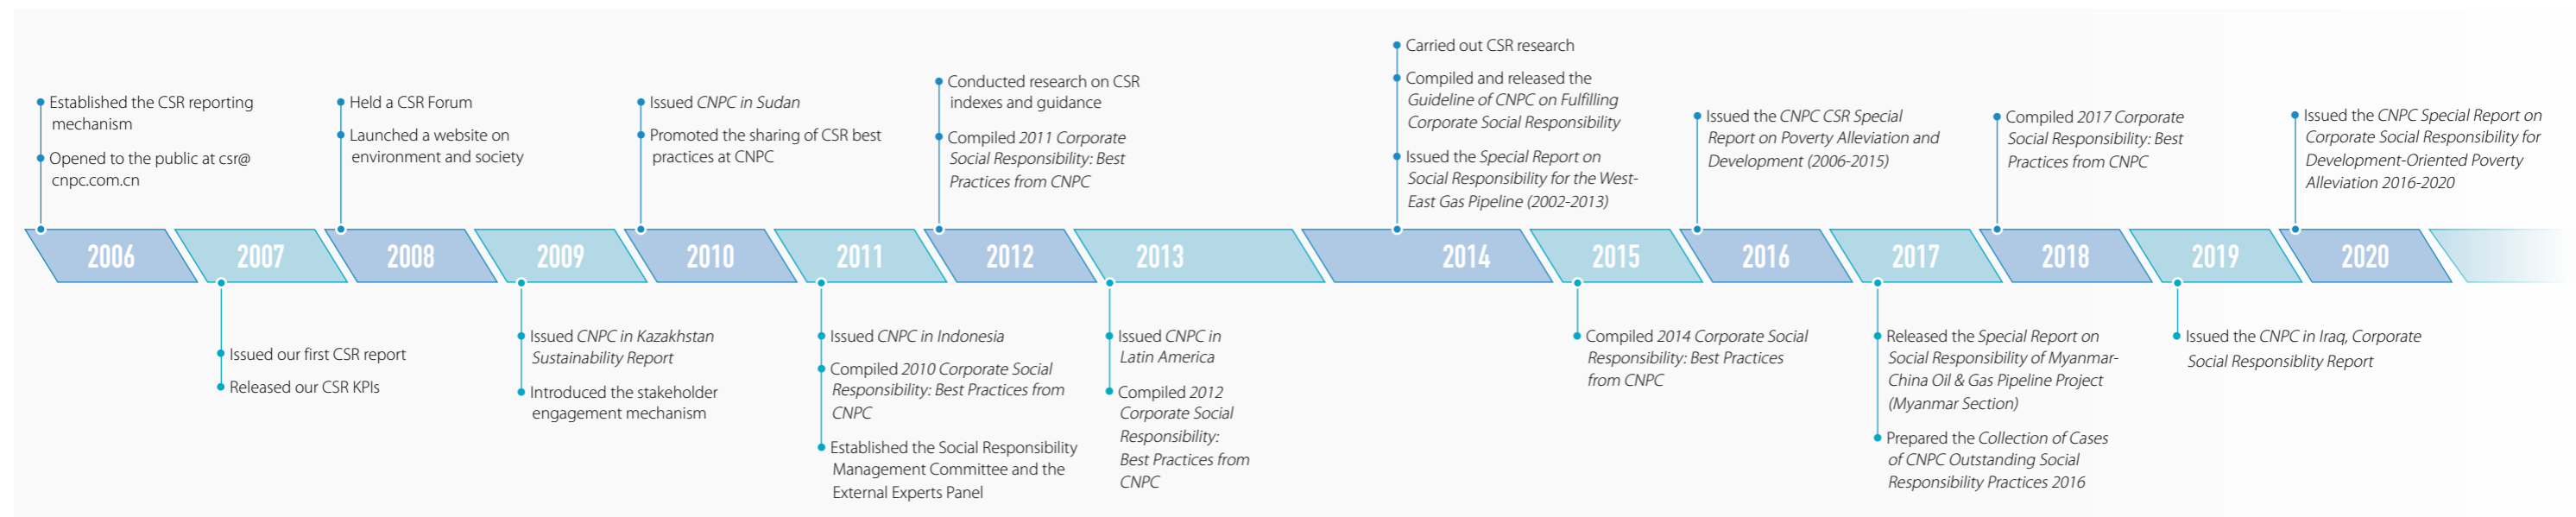 Established the CSR reporting
mechanism
Opened to the public at csr@
cnpc.com.cn
Held a CSR Forum
Launched a website on
environment and society
Issued CNPC in Sudan
Promoted the sharing of CSR best
practices at CNPC
Conducted research on CSR
indexes and guidance
Compiled 2011 Corporate
Social Responsibility: Best
Practices from CNPC
Carried out CSR research
Compiled and released the
Guideline of CNPC on Fulfilling
Corporate Social Responsibility
Issued the Special Report on
Social Responsibility for the West-
East Gas Pipeline (2002-2013)
Issued the CNPC CSR Special
Report on Poverty Alleviation and
Development (2006-2015)
Compiled 2017 Corporate
Social Responsibility: Best
Practices from CNPC
Issued the CNPC Special Report on
Corporate Social Responsibility for
Development-Oriented Poverty
Alleviation 2016-2020
2006
2007
2008
2009
2010
2011
2012
2013
2014
2015
2016
2017
2018
2019
2020
Issued our first CSR report
Released our CSR KPIs
Issued CNPC in Kazakhstan
Sustainability Report
Introduced the stakeholder
engagement mechanism
Issued CNPC in Indonesia
Compiled 2010 Corporate Social
Responsibility: Best Practices from
CNPC
Established the Social Responsibility
Management Committee and the
External Experts Panel
Issued CNPC in
Latin America
Compiled 2012
Corporate Social
Responsibility:
Best Practices from
CNPC
Compiled 2014 Corporate Social
Responsibility: Best Practices
from CNPC
Released the Special Report on
Social Responsibility of Myanmar-
China Oil & Gas Pipeline Project
(Myanmar Section)
Prepared the Collection of Cases
of CNPC Outstanding Social
Responsibility Practices 2016
Issued the CNPC in Iraq, Corporate
Social Responsiblity Report